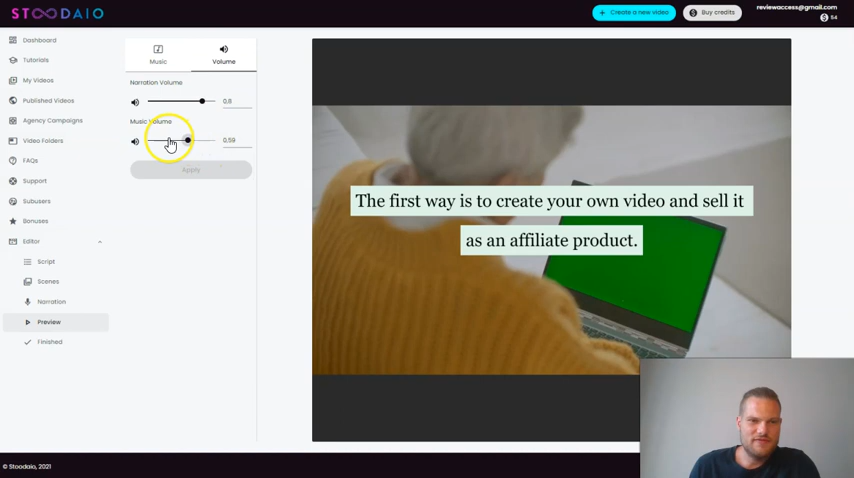 STOODAIO
+ Create a new video
Buy credits
reviewaccess@gmail.com
54
Dashboard
Tutorials
My Videos
Published Videos
Agency Campaigns
Video Folders
FAQs
Support
Subusers
Bonuses
Editor
Script
Scenes
Narration
Preview
Finished
Music
Volume
Narration Volume
0.8
Music Volume
0.59
Apply
The first way is to create your own video and sell it
as an affiliate product.
© Stoodaio, 2021